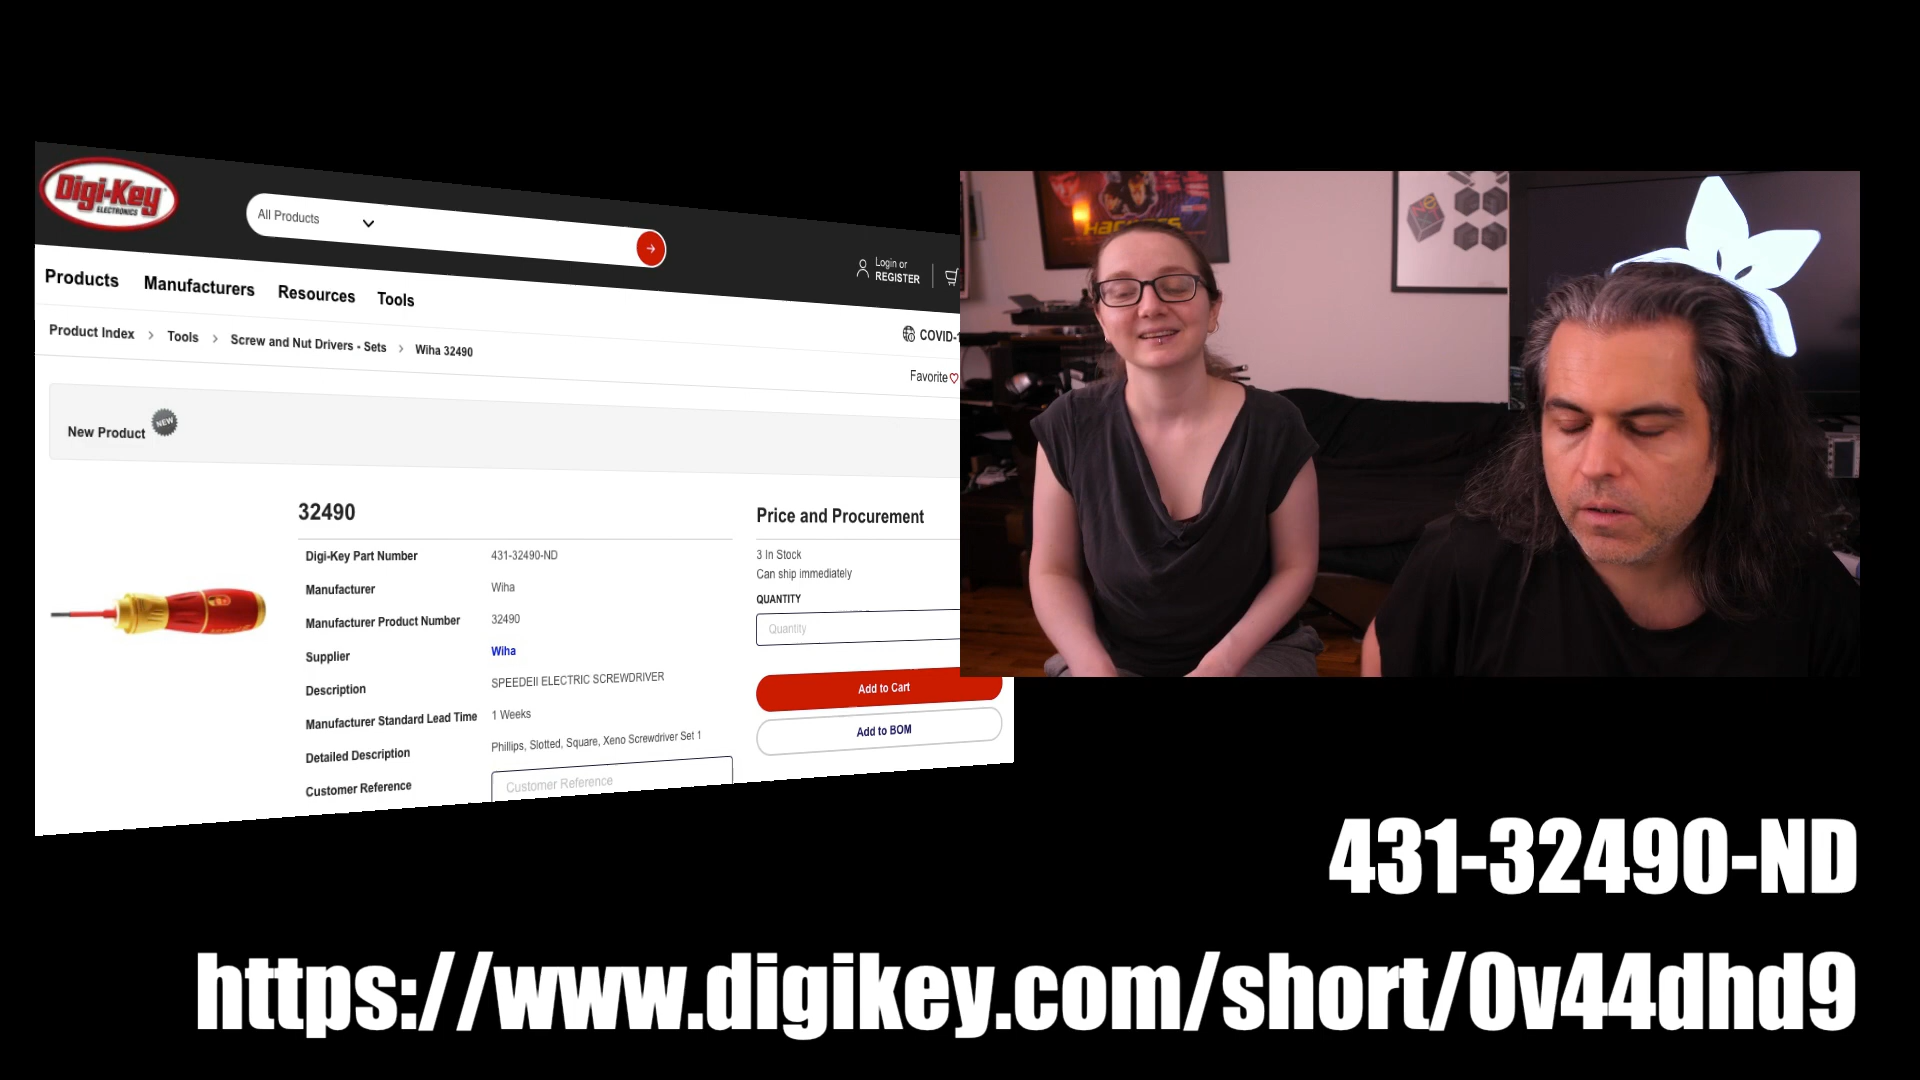 Digi-Key
ELECTRONICS
All Products
Login or
REGISTER
Products Manufacturers Resources Tools
COVID-1
Product Index > Tools > Screw and Nut Drivers - Sets > Wiha 32490
Favorite
New Product NEW
32490
Digi-Key Part Number 431-32490-ND
Manufacturer Wiha
Manufacturer Product Number 32490
Supplier Wiha
Description SPEEDEII ELECTRIC SCREWDRIVER
Manufacturer Standard Lead Time 1 Weeks
Detailed Description Phillips, Slotted, Square, Xeno Screwdriver Set 1
Customer Reference Customer Reference
Price and Procurement
3 In Stock
Can ship immediately
QUANTITY
Quantity
Add to Cart
Add to BOM
HACKERS
431-32490-ND
https://www.digikey.com/short/0v44dhd9